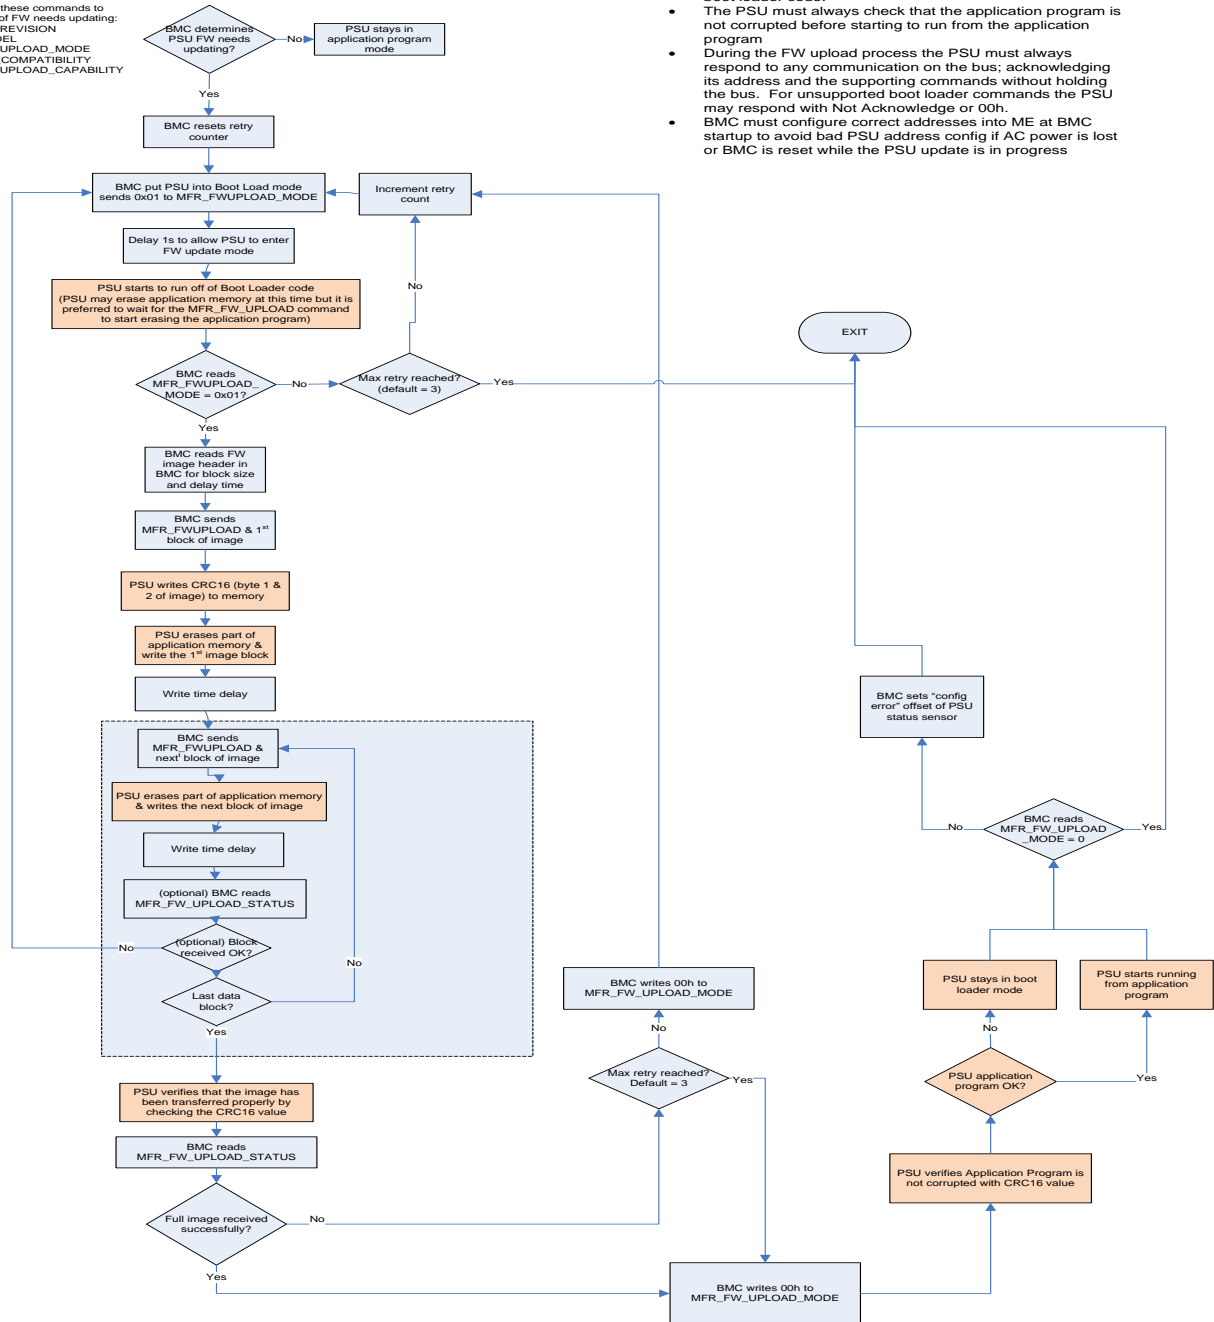 these commands to
of FW needs updating:
REVISION
DEL
UPLOAD_MODE
_COMPATIBILITY
UPLOAD_CAPABILITY
BMC determines
PSU FW needs
updating?
No
PSU stays in
application program
mode
The PSU must always check that the application program is
not corrupted before starting to run from the application
program
During the FW upload process the PSU must always
respond to any communication on the bus; acknowledging
its address and the supporting commands without holding
the bus. For unsupported boot loader commands the PSU
may respond with Not Acknowledge or 00h.
BMC must configure correct addresses into ME at BMC
startup to avoid bad PSU address config if AC power is lost
or BMC is reset while the PSU update is in progress
Yes
BMC resets retry
counter
BMC put PSU into Boot Load mode
sends 0x01 to MFR_FWUPLOAD_MODE
Increment retry
count
Delay 1s to allow PSU to enter
FW update mode
PSU starts to run off of Boot Loader code
(PSU may erase application memory at this time but it is
preferred to wait for the MFR_FW_UPLOAD command
to start erasing the application program)
No
EXIT
BMC reads
MFR_FWUPLOAD_
MODE = 0x01?
No
Max retry reached?
(default = 3)
Yes
Yes
BMC reads FW
image header in
BMC for block size
and delay time
BMC sends
MFR_FWUPLOAD & 1st
block of image
PSU writes CRC16 (byte 1 &
2 of image) to memory
PSU erases part of
application memory &
write the 1st image block
Write time delay
BMC sets “config
error” offset of PSU
status sensor
BMC sends
MFR_FWUPLOAD &
nextt block of image
PSU erases part of application memory
& writes the next block of image
Write time delay
No
BMC reads
MFR_FW_UPLOAD
_MODE = 0
Yes
(optional) BMC reads
MFR_FW_UPLOAD_STATUS
No
(optional) Block
received OK?
No
Last data
block?
Yes
BMC writes 00h to
MFR_FW_UPLOAD_MODE
PSU stays in boot
loader mode
PSU starts running
from application
program
No
No
Max retry reached?
Default = 3
Yes
PSU application
program OK?
Yes
PSU verifies that the image has
been transferred properly by
checking the CRC16 value
BMC reads
MFR_FW_UPLOAD_STATUS
PSU verifies Application Program is
not corrupted with CRC16 value
Full image received
successfully?
No
Yes
BMC writes 00h to
MFR_FW_UPLOAD_MODE